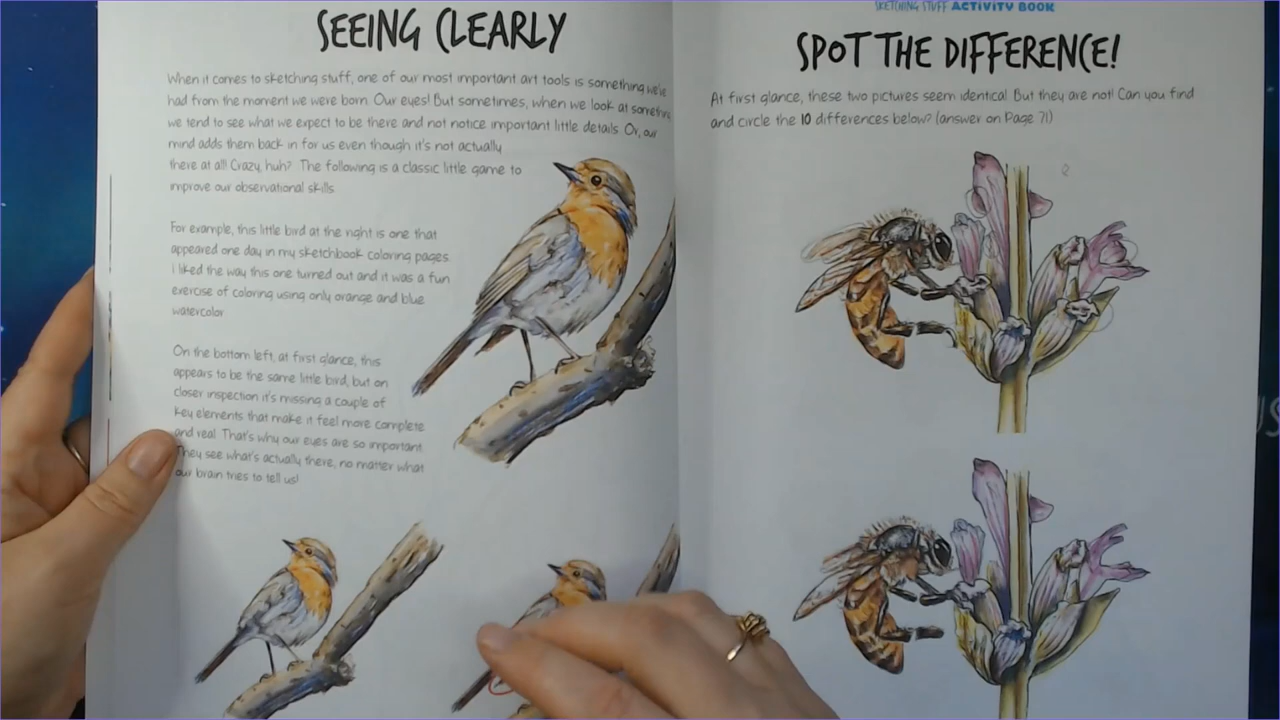 SEEING CLEARLY
When it comes to sketching stuff, one of our most important art tools is something we've
had from the moment we were born. Our eyes! But sometimes, when we look at something
we tend to see what we expect to be there and not notice important little details. Or, our
mind adds them back in for us even though it's not actually
there at all! Crazy, huh? The following is a classic little game to
improve our observational skills.
For example, this little bird at the right is one that
appeared one day in my sketchbook coloring pages.
I liked the way this one turned out and it was a fun
exercise of coloring using only orange and blue
watercolor.
On the bottom left, at first glance, this
appears to be the same little bird, but on
closer inspection it's missing a couple of
key elements that make it feel more complete
and real. That's why our eyes are so important.
They see what's actually there, no matter what
our brain tries to tell us!
SKETCHING STUFF ACTIVITY BOOK
SPOT THE DIFFERENCE!
At first glance, these two pictures seem identical. But they are not! Can you find
and circle the 10 differences below? (answer on Page 71)